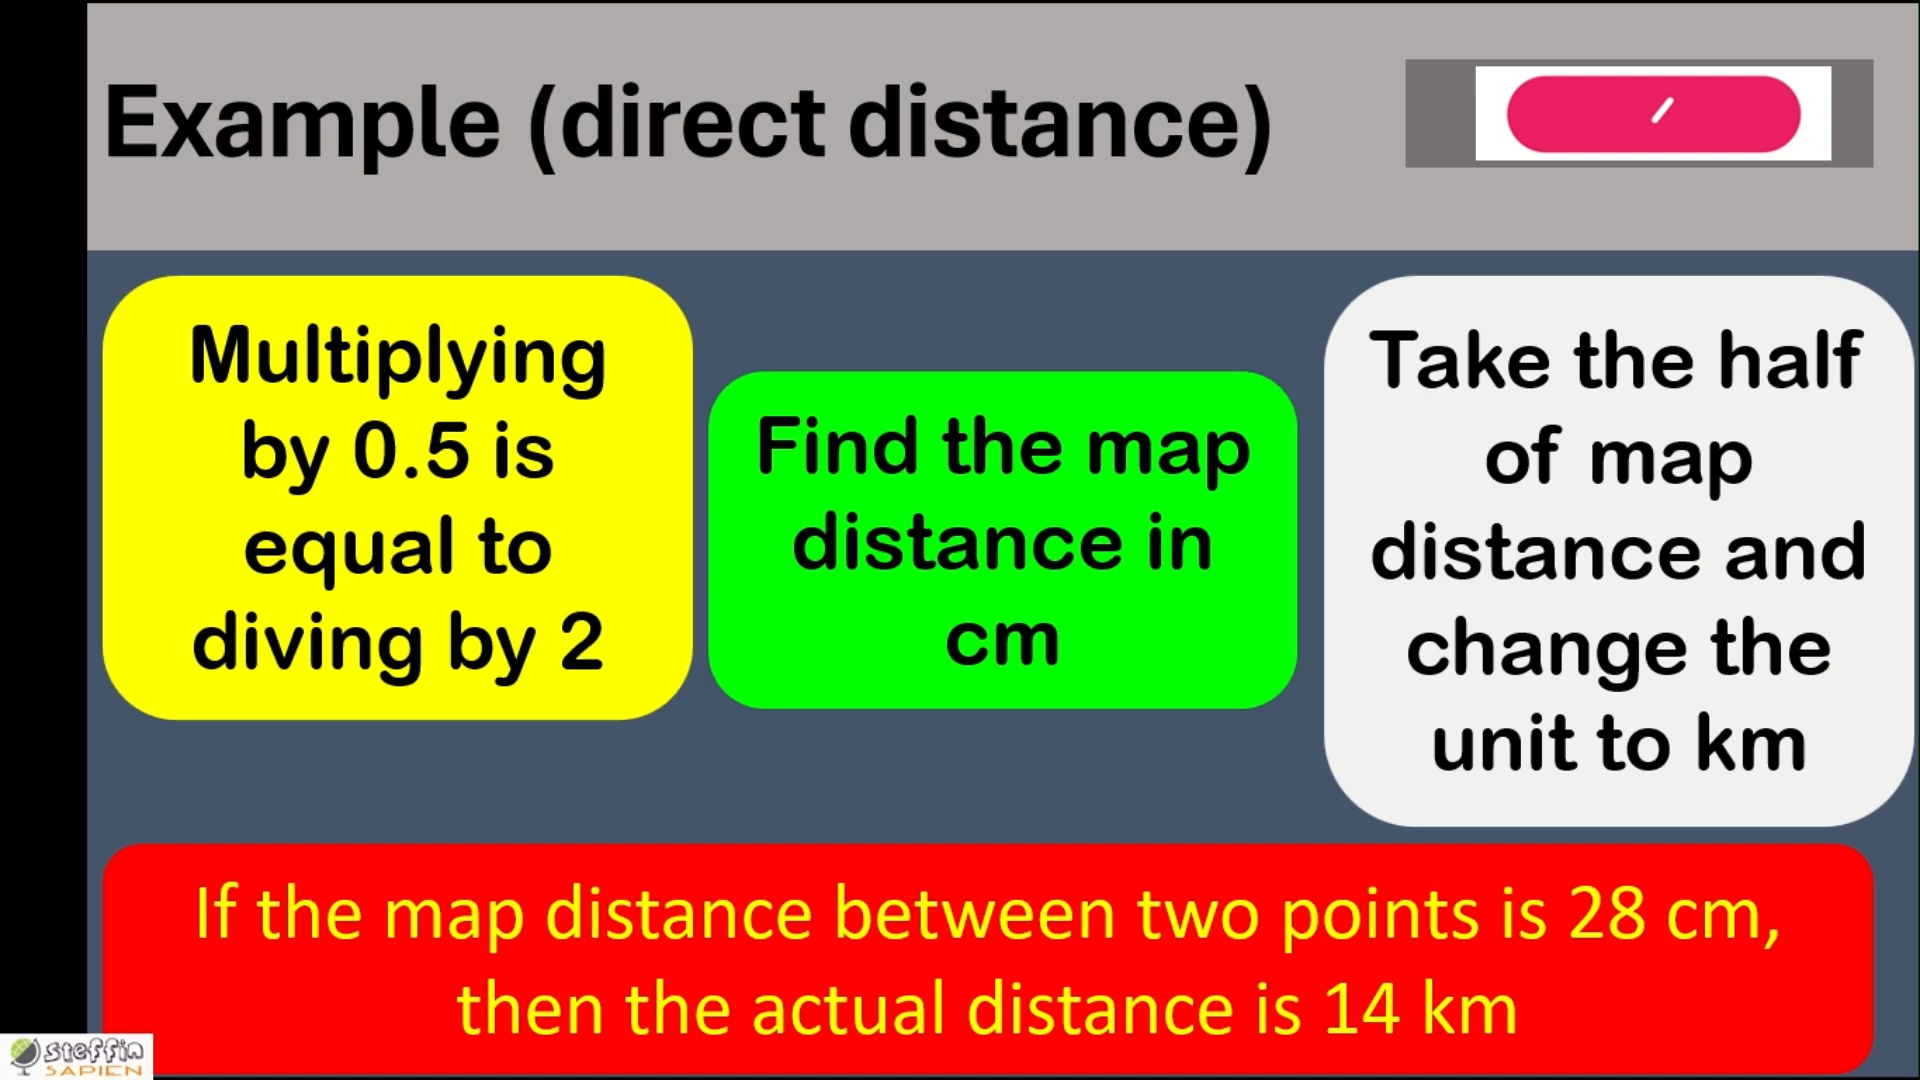 Example (direct distance)
Multiplying
by 0.5 is
equal to
diving by 2
Find the map
distance in
cm
Take the half
of map
distance and
change the
unit to km
If the map distance between two points is 28 cm,
then the actual distance is 14 km
steffin
SAPIEN